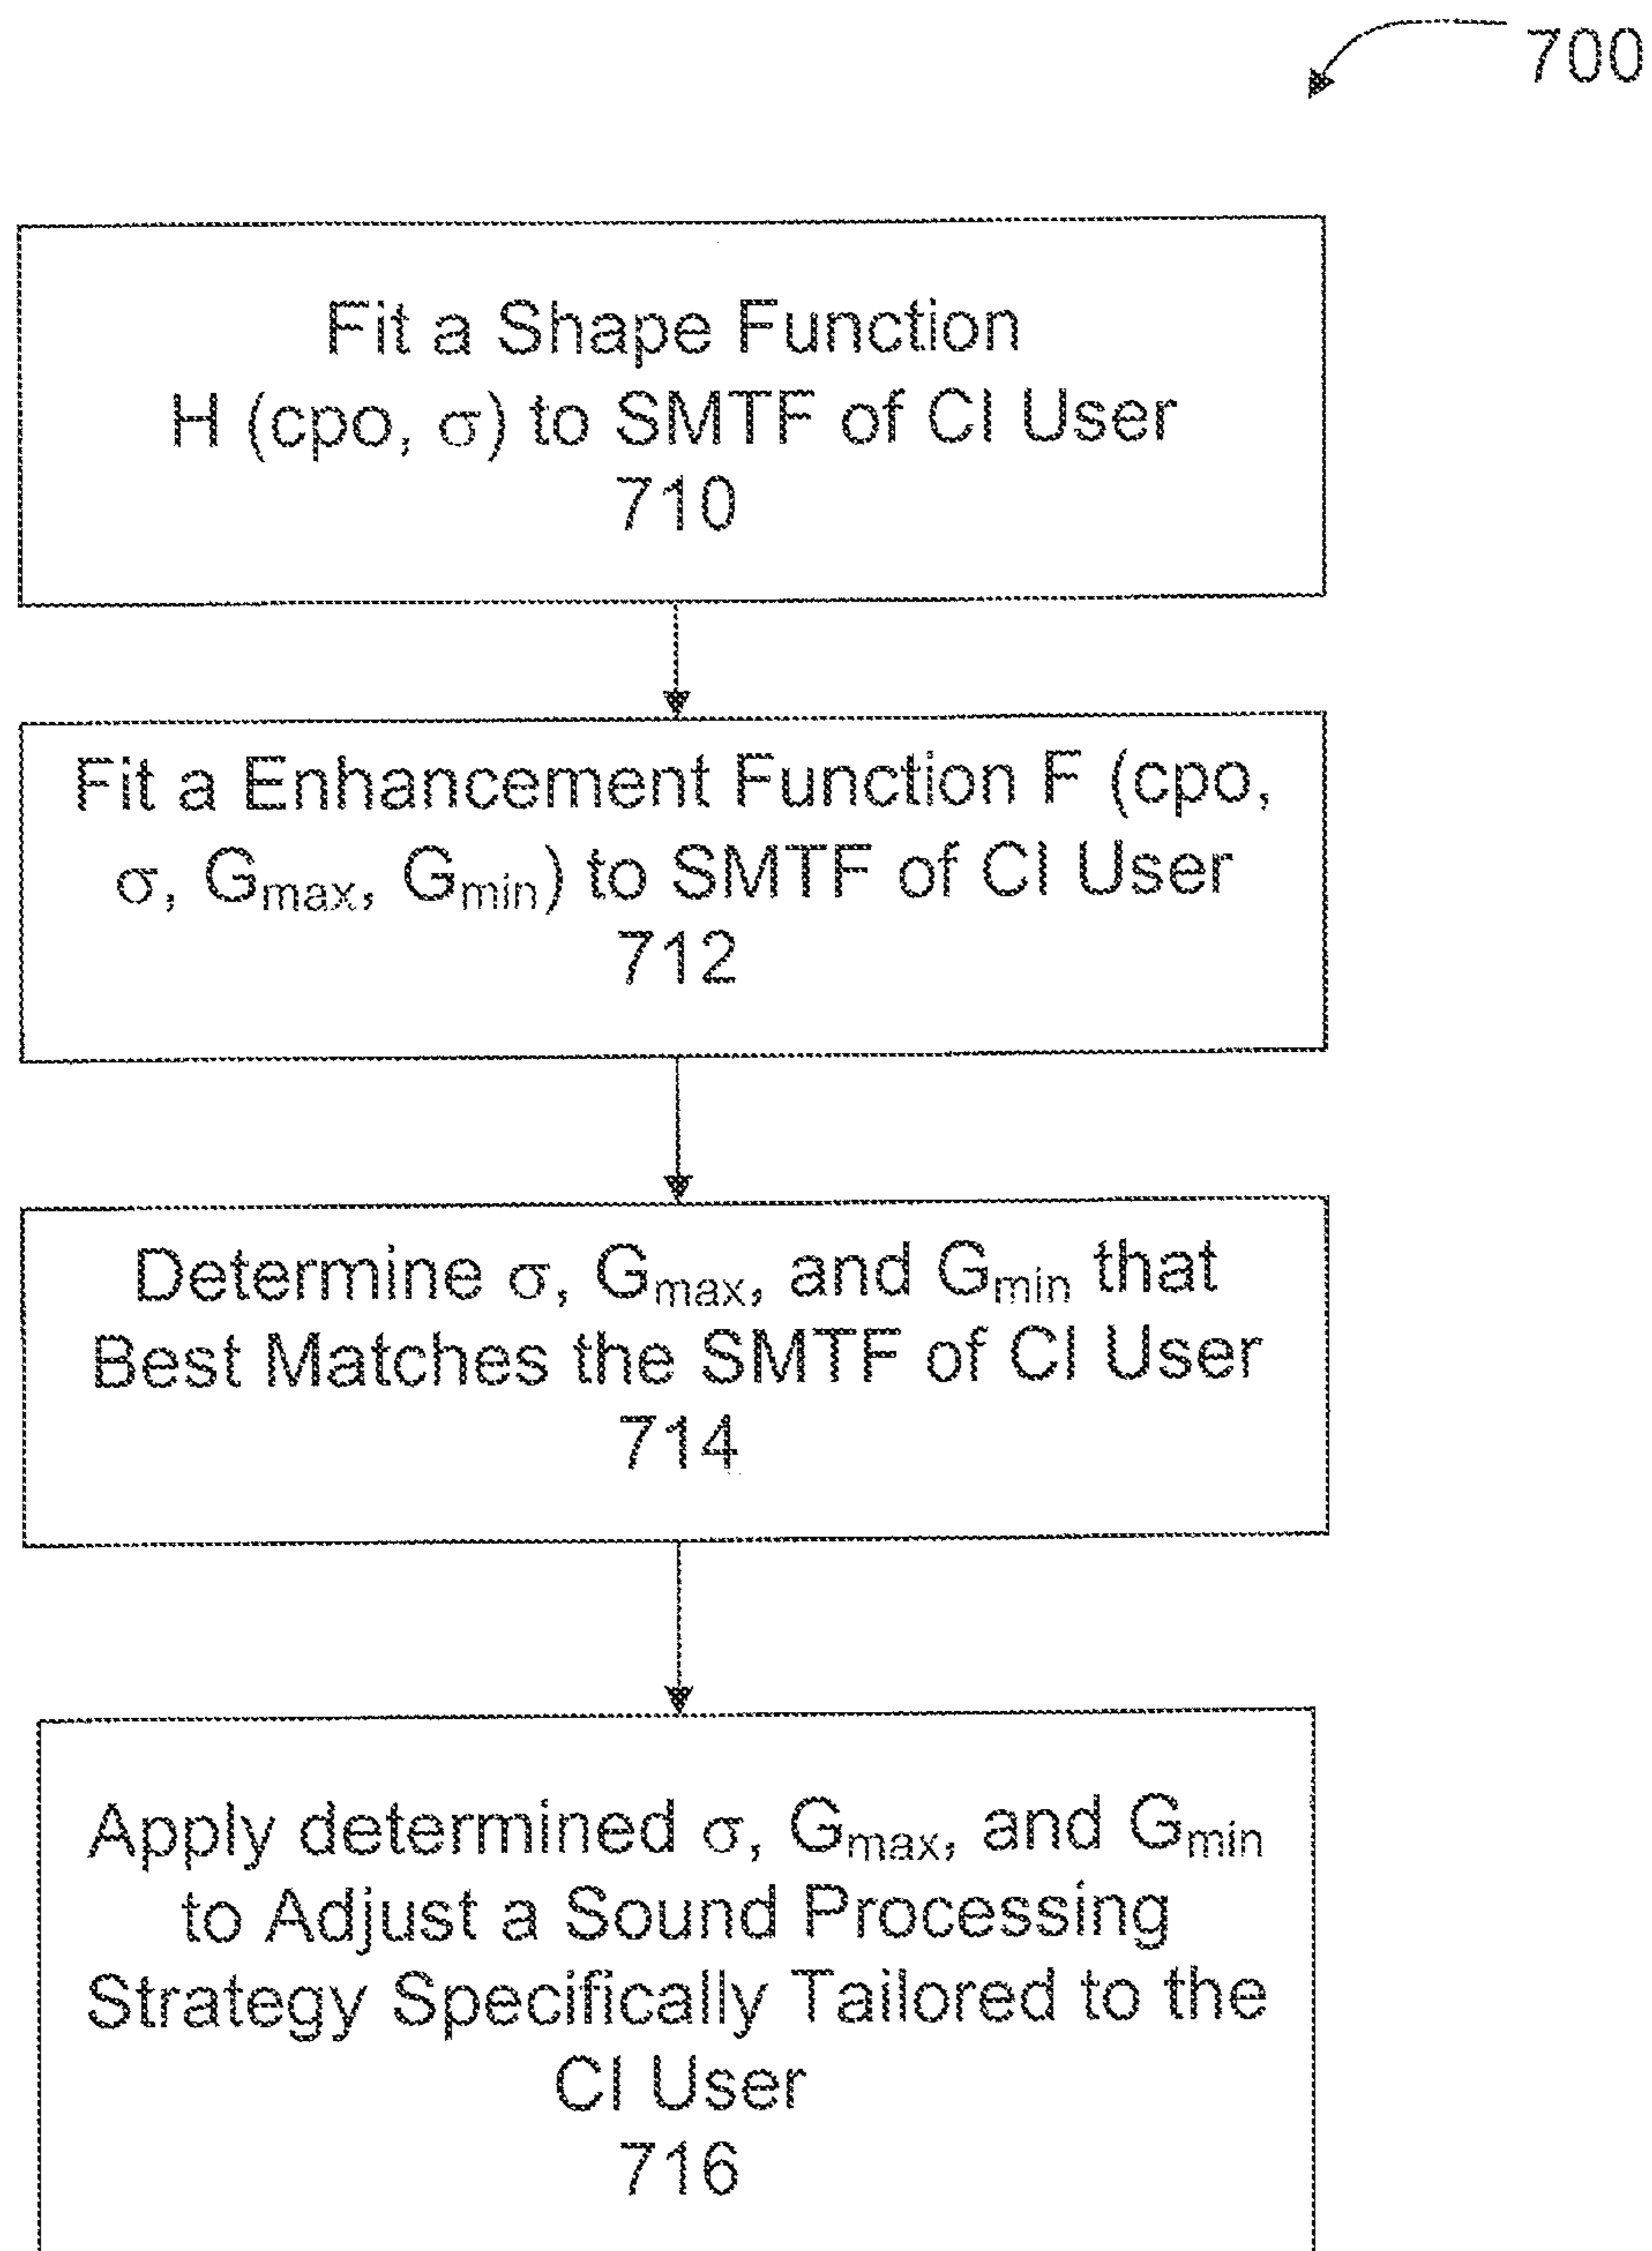 700
Fit a Shape Function
H (cpo, σ) to SMTF of CI User
710
Fit a Enhancement Function F (cpo,
σ, Gmax, Gmin) to SMTF of CI User
712
Determine σ, Gmax, and Gmin that
Best Matches the SMTF of CI User
714
Apply determined σ, Gmax, and Gmin
to Adjust a Sound Processing
Strategy Specifically Tailored to the
CI User
716